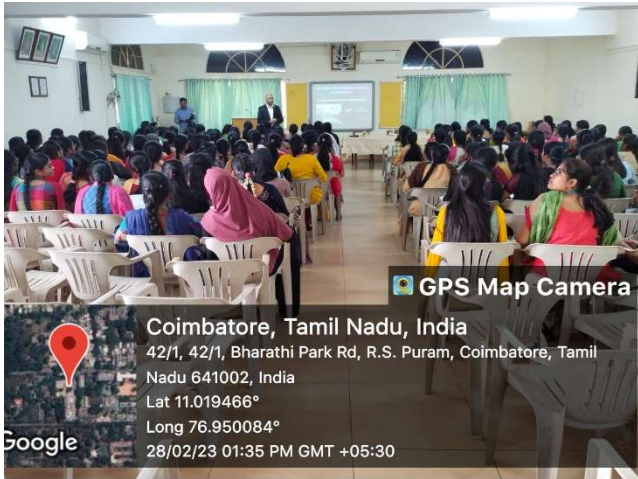 GPS Map Camera
Coimbatore, Tamil Nadu, India
42/1, 42/1, Bharathi Park Rd, R.S. Puram, Coimbatore, Tamil
Nadu 641002, India
Lat 11.019466°
Long 76.950084°
28/02/23 01:35 PM GMT +05:30
Google